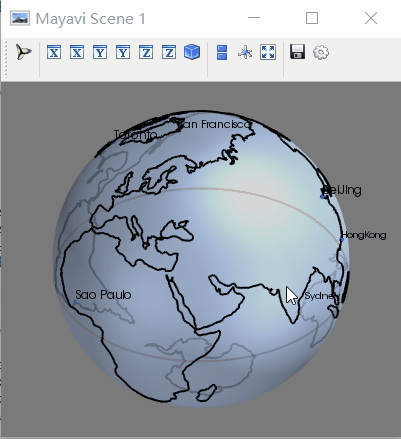 Mayavi Scene 1
X X Y Y Z Z
San Francisco
Toronto
BeiJing
HongKong
Sao Paulo
Sydney